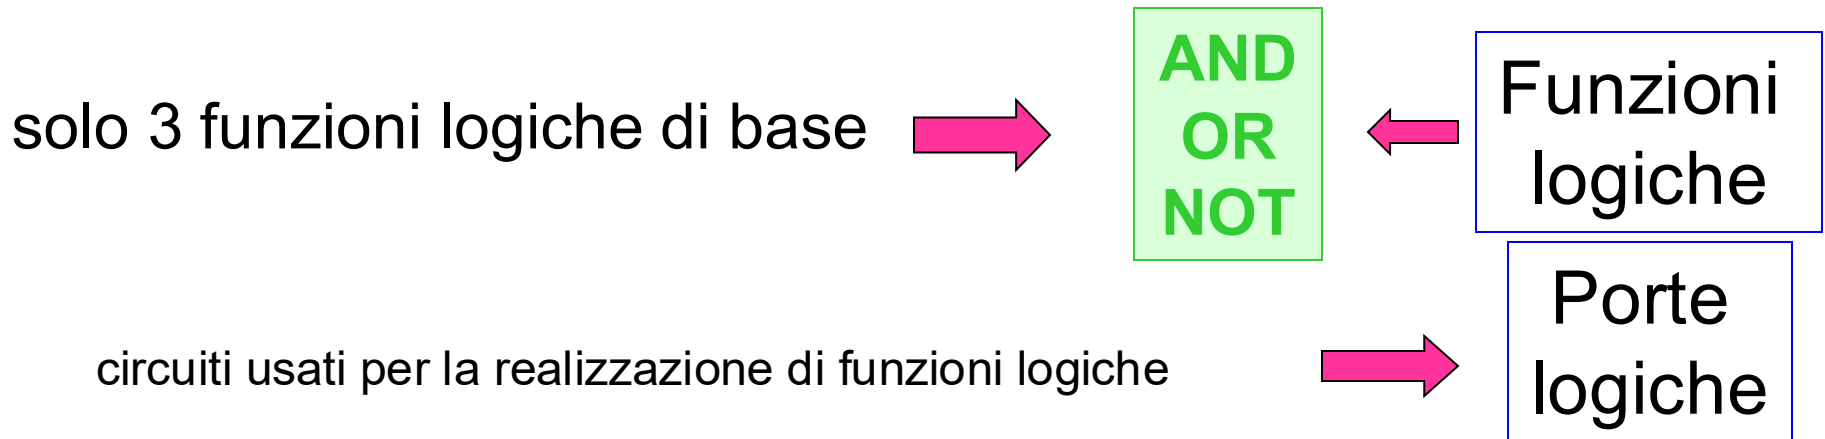 solo 3 funzioni logiche di base
AND
OR
NOT
Funzioni
logiche
circuiti usati per la realizzazione di funzioni logiche
Porte
logiche